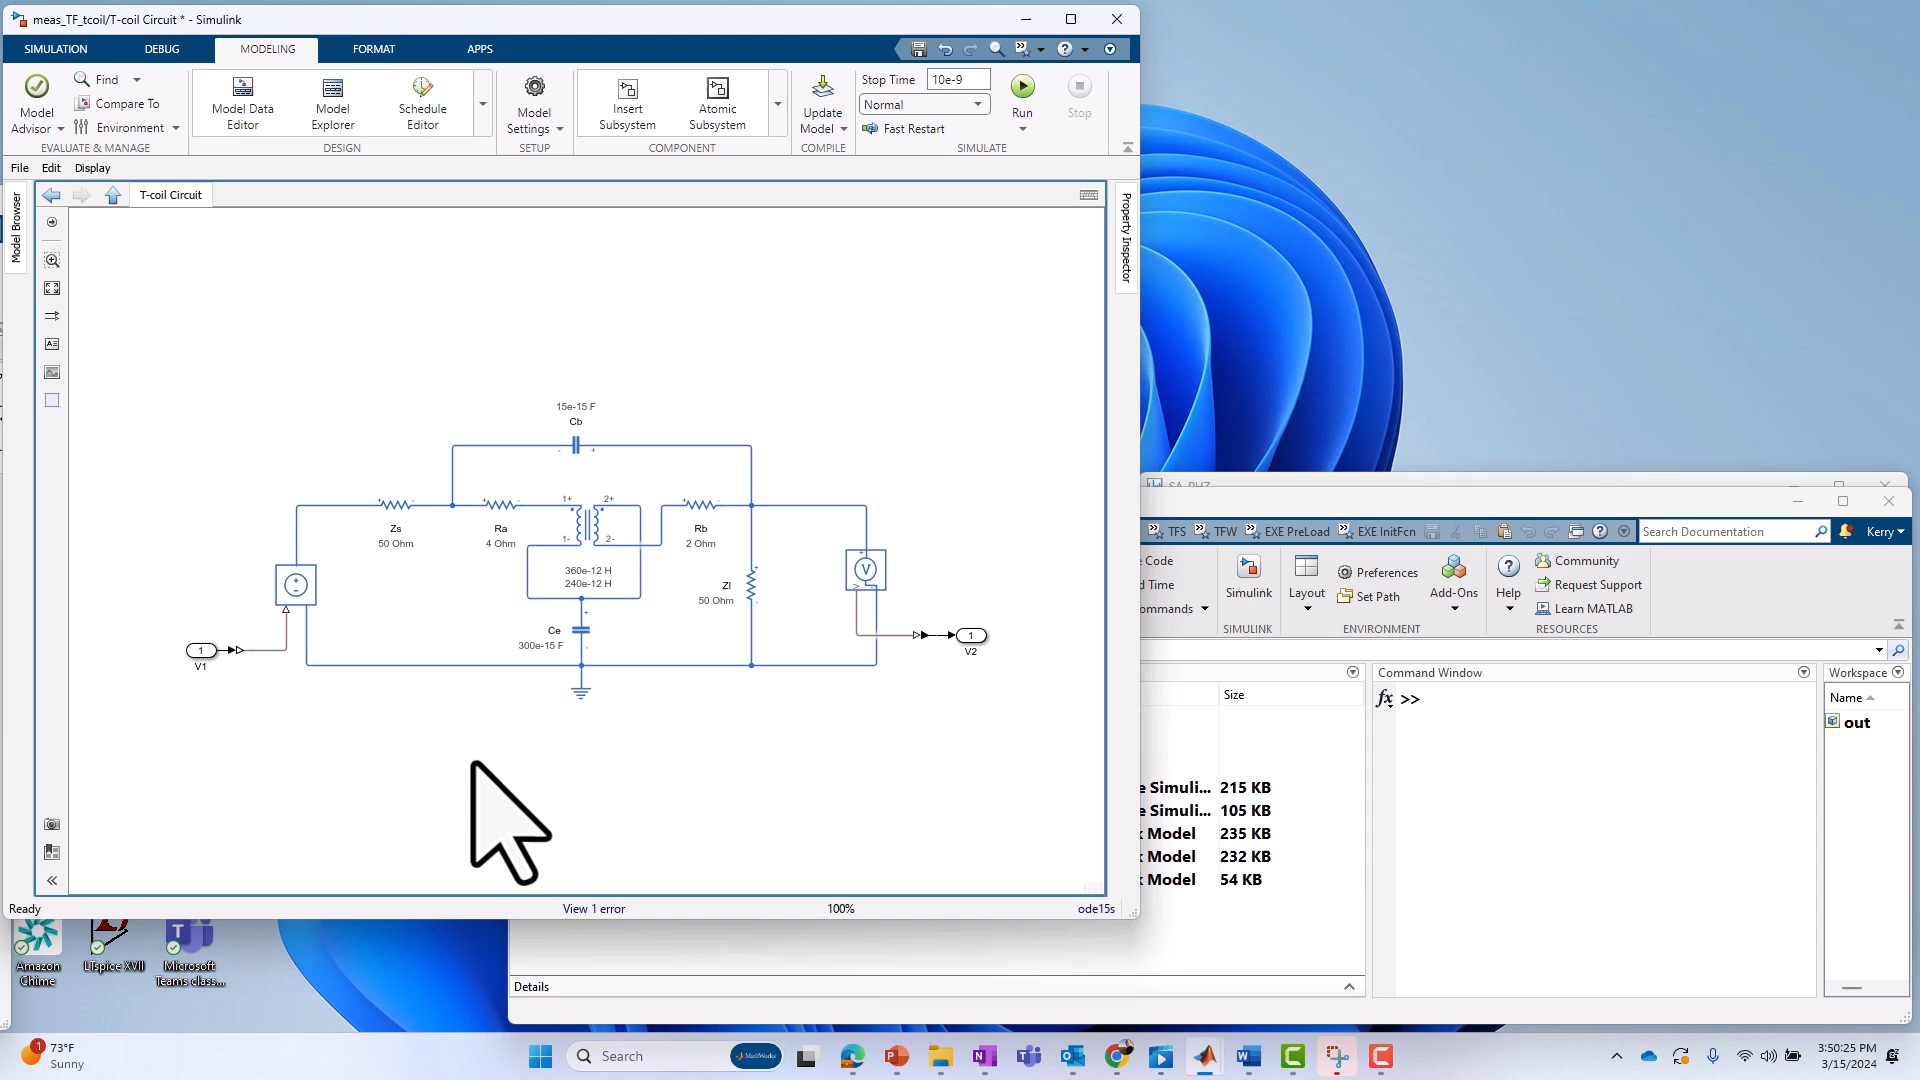 meas_TF_tcoil/T-coil Circuit * - Simulink
SIMULATION
DEBUG
MODELING
FORMAT
APPS
Model
Advisor
Find
Compare To
Environment
EVALUATE & MANAGE
Model Data
Editor
Model
Explorer
Schedule
Editor
DESIGN
Model
Settings
SETUP
Insert
Subsystem
Atomic
Subsystem
COMPONENT
Update
Model
COMPILE
Stop Time
10e-9
Normal
Fast Restart
Run
Stop
SIMULATE
File
Edit
Display
Model Browser
T-coil Circuit
Property Inspector
15e-15 F
Cb
- +
+ -
Zs
50 Ohm
+ -
Ra
4 Ohm
1+
2+
1-
2-
360e-12 H
240e-12 H
+ -
Rb
2 Ohm
Zl
50 Ohm
Ce
300e-15 F
V
1
V1
1
V2
Ready
View 1 error
100%
ode15s
SA_PHZ
TFS
TFW
EXE PreLoad
EXE InitFcn
Search Documentation
Kerry
Code
d Time
ommands
Simulink
SIMULINK
Layout
Preferences
Set Path
Add-Ons
ENVIRONMENT
Help
Community
Request Support
Learn MATLAB
RESOURCES
Size
e Simuli... 215 KB
e Simuli... 105 KB
k Model 235 KB
k Model 232 KB
k Model 54 KB
Details
Command Window
fx >>
Workspace
Name
out
Amazon
Chime
LTspice XVII
Microsoft
Teams class...
1
73°F
Sunny
Search
MathWorks
3:50:25 PM
3/15/2024